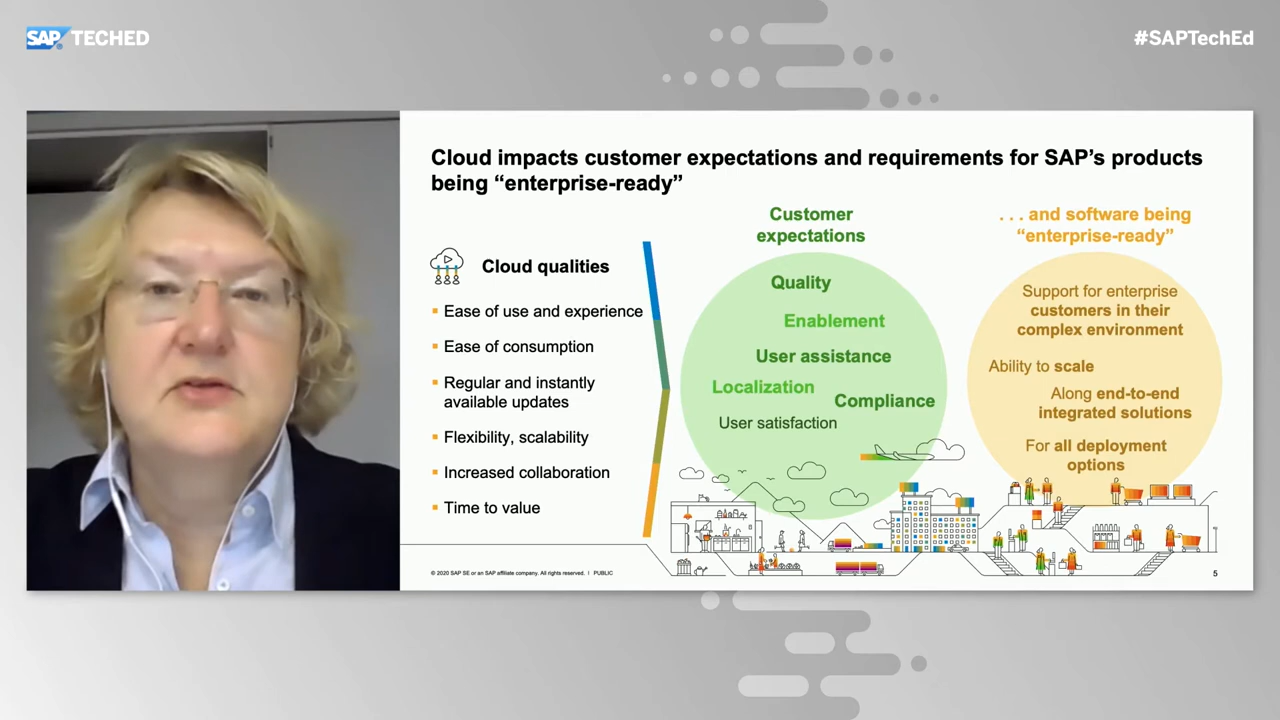 SAP TECHED
#SAPTechEd
Cloud impacts customer expectations and requirements for SAP’s products
being “enterprise-ready”
Cloud qualities
Ease of use and experience
Ease of consumption
Regular and instantly
available updates
Flexibility, scalability
Increased collaboration
Time to value
Customer
expectations
Quality
Enablement
User assistance
Localization
Compliance
User satisfaction
. . . and software being
“enterprise-ready”
Support for enterprise
customers in their
complex environment
Ability to scale
Along end-to-end
integrated solutions
For all deployment
options
© 2020 SAP SE or an SAP affiliate company. All rights reserved. I PUBLIC
5